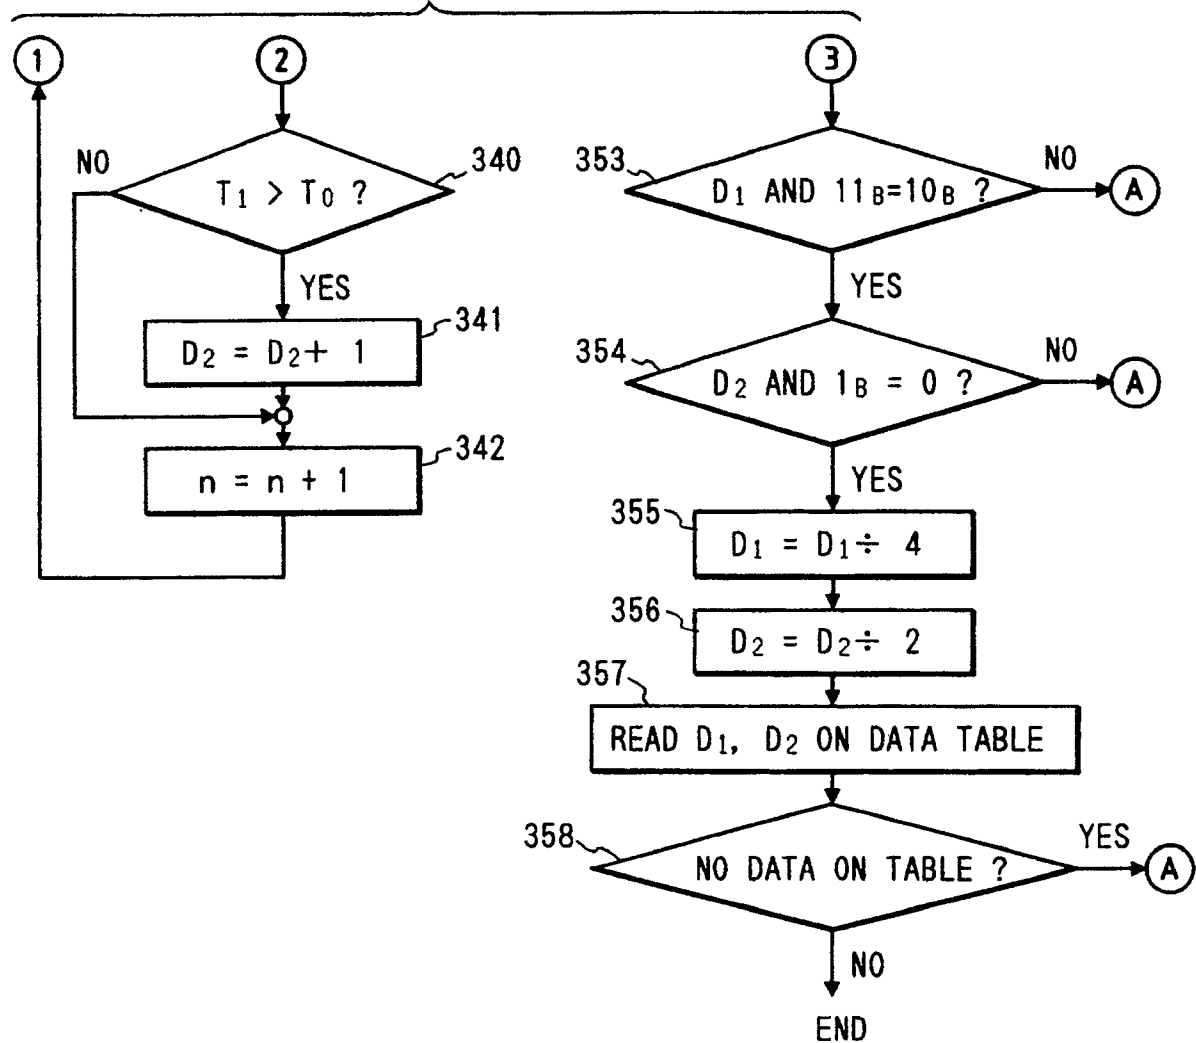 1
2
NO
T1 > T0 ?
340
YES
D2 = D2 + 1
341
n = n + 1
342
3
353
D1 AND 11B=10B ?
NO
A
YES
354
D2 AND 1B = 0 ?
NO
A
YES
355
D1 = D1 ÷ 4
356
D2 = D2 ÷ 2
357
READ D1, D2 ON DATA TABLE
358
NO DATA ON TABLE ?
YES
A
NO
END